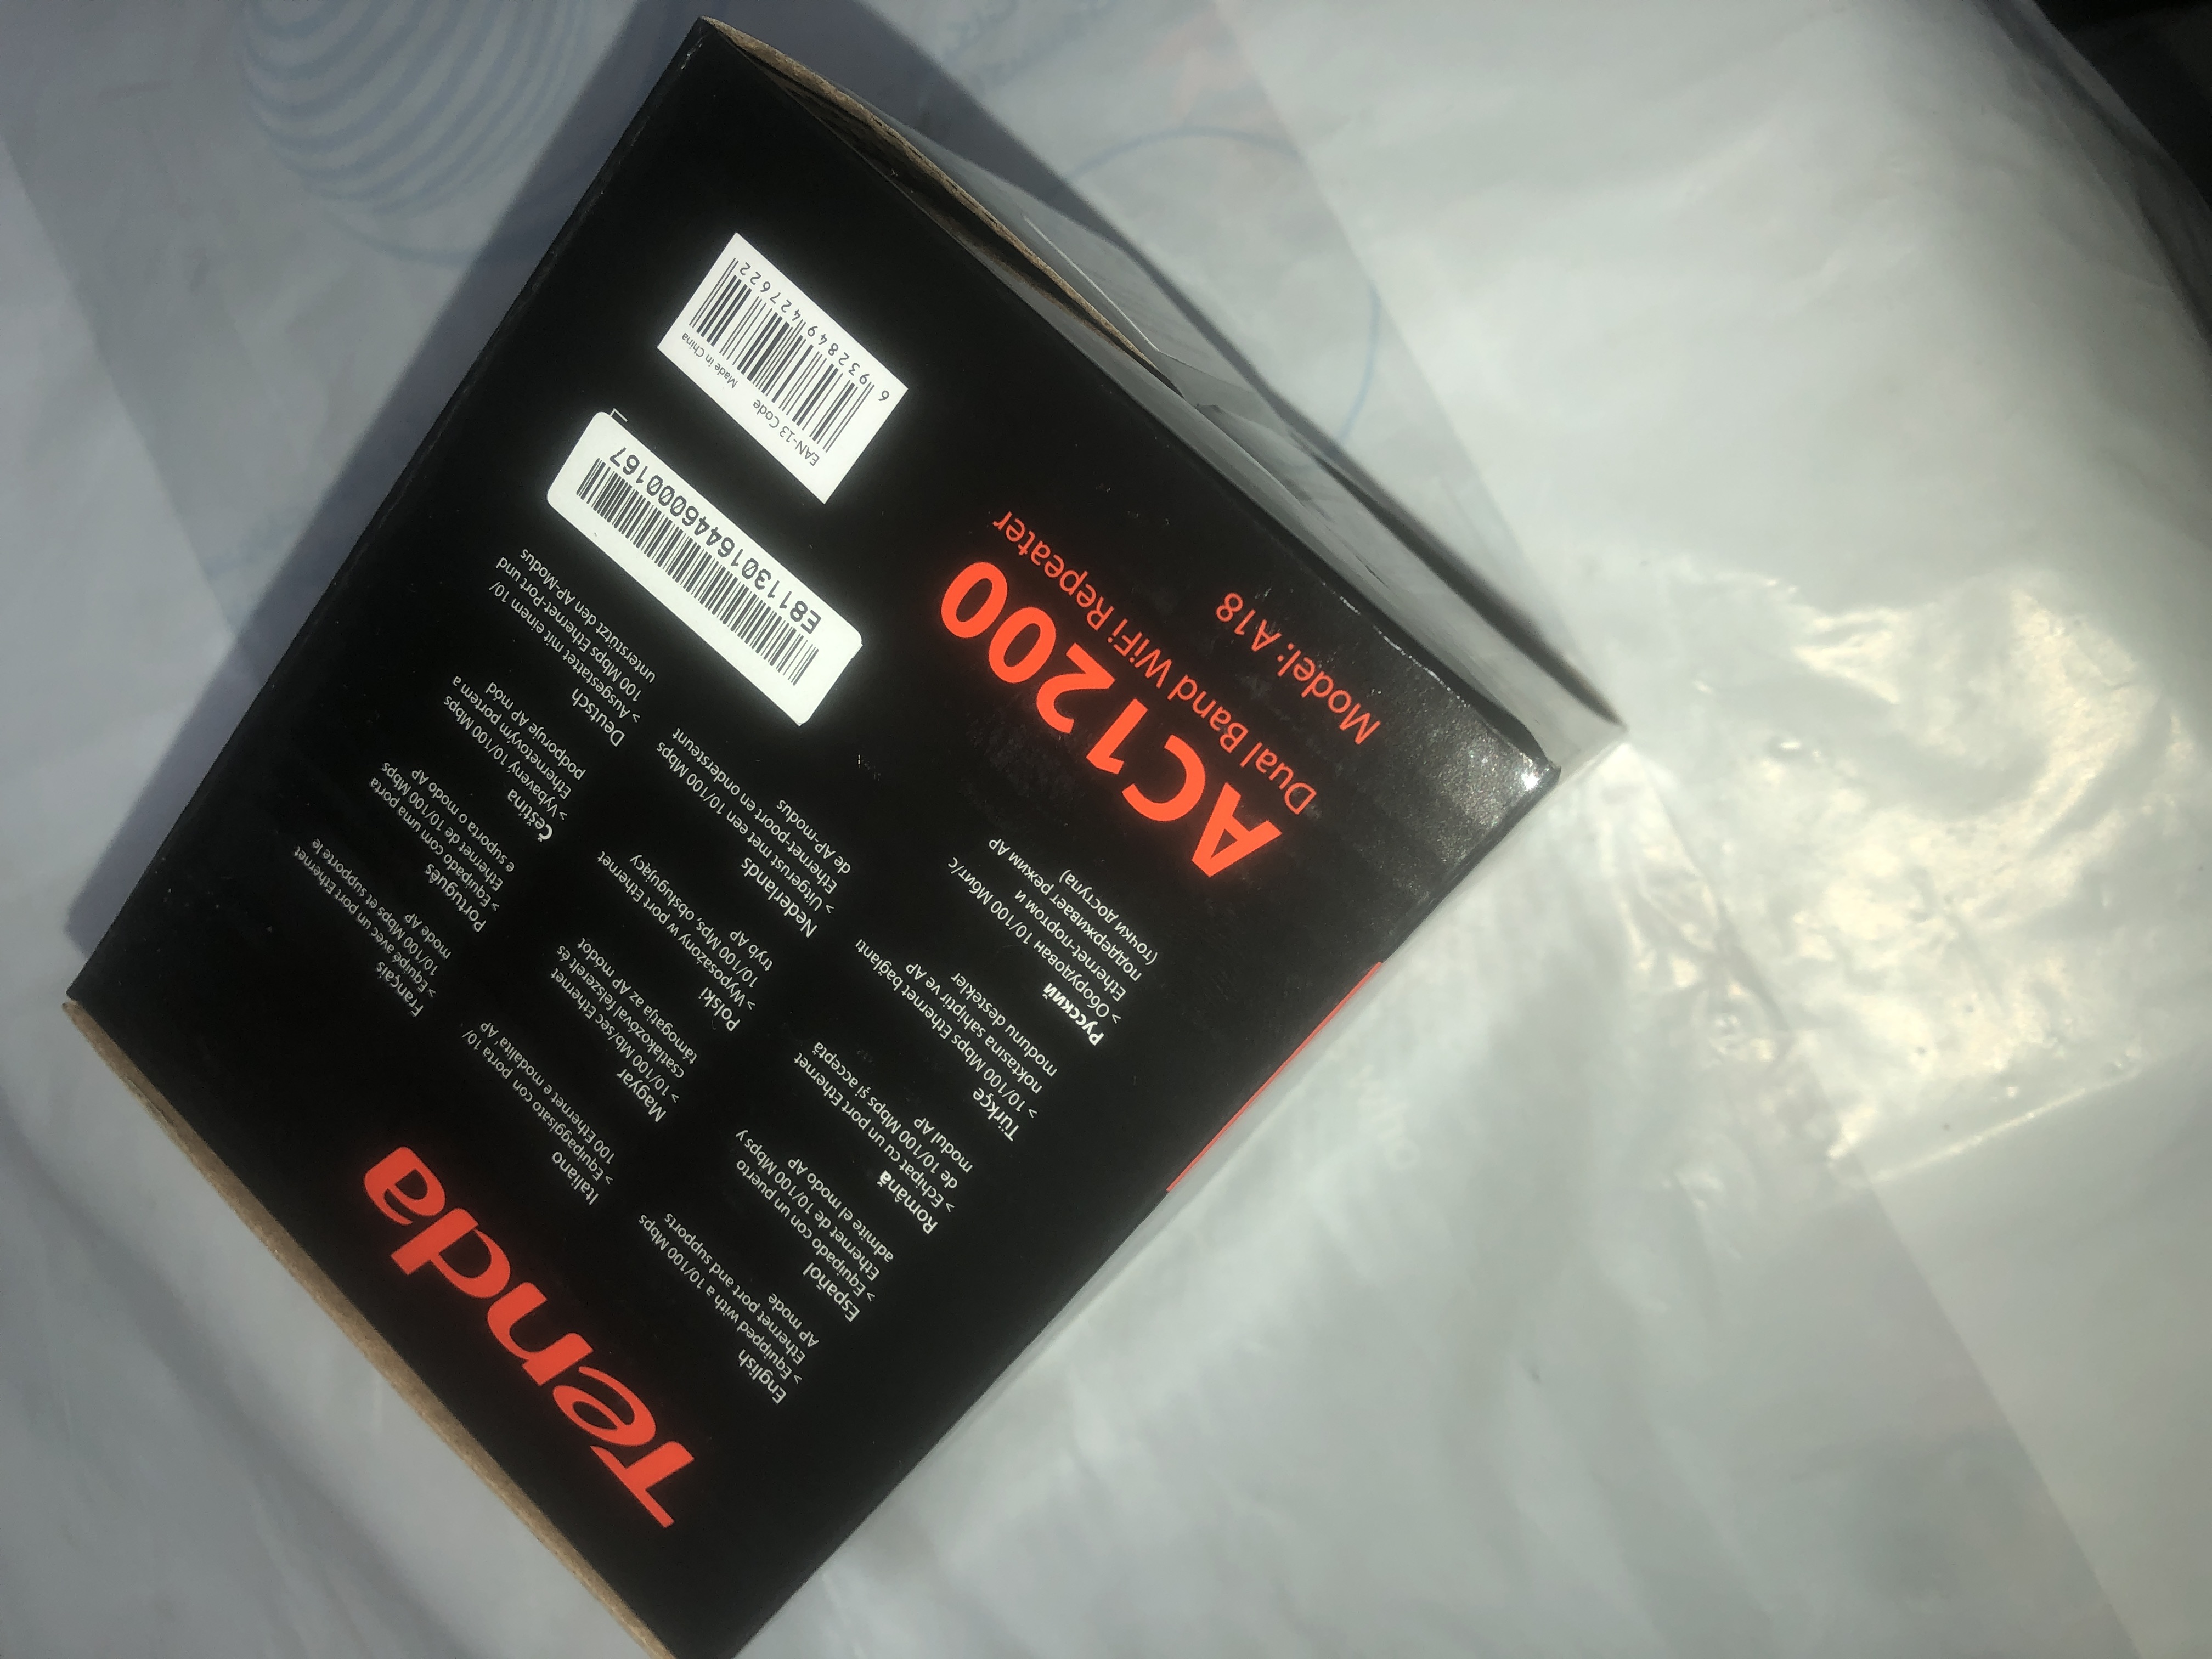 Tenda
English
> Equipped with a 10/100 Mbps
Ethernet port and supports
AP mode
Español
> Equipado con un puerto
Ethernet de 10/100 Mbps y
admite el modo AP
Română
> Echipat cu un port Ethernet
de 10/100 Mbps și acceptă
modul AP
Türkçe
> 10/100 Mbps Ethernet bağlantı
noktasına sahiptir ve AP
modunu destekler
Русский
> Оборудован 10/100 Мбит/с
Ethernet-портом и
поддерживает режим AP
(точки доступа)
Italiano
> Equipaggisato con porta 10/
100 Ethernet e modalita' AP
Magyar
> 10/100 Mb/sec Ethernet
csatlakozóval felszerelt és
támogatja az AP módot
Polski
> Wyposażony w port Ethernet
10/100 Mps, obsługujący
tryb AP
Nederlands
> Uitgerust met een 10/100 Mbps
Ethernet-poort en ondersteunt
de AP-modus
Français
> Equipé avec un port Ethernet
10/100 Mbps et supporte le
mode AP
Português
> Equipado com uma porta
Ethernet de 10/100 Mbps
e suporta o modo AP
Čeština
> Vybavený 10/100 Mbps
Ethernetovým portem a
podporuje AP mód
Deutsch
> Ausgestattet mit einem 10/
100 Mbps Ethernet-Port und
unterstützt den AP-Modus
AC1200
Dual Band WiFi Repeater
Model: A18
E8113016446000167
EAN-13 Code
Made in China
6 932849 427622